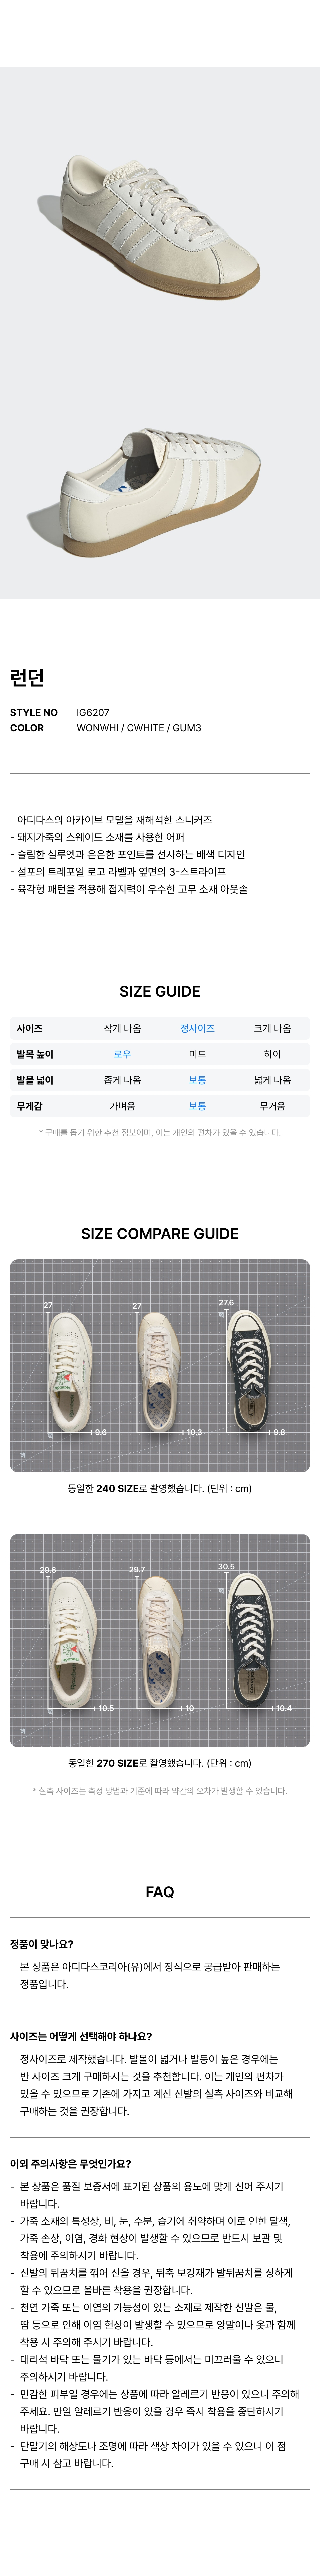 런던
STYLE NO IG6207
COLOR WONWHI / CWHITE / GUM3
- 아디다스의 아카이브 모델을 재해석한 스니커즈
- 돼지가죽의 스웨이드 소재를 사용한 어퍼
- 슬림한 실루엣과 은은한 포인트를 선사하는 배색 디자인
- 설포의 트레포일 로고 라벨과 옆면의 3-스트라이프
- 육각형 패턴을 적용해 접지력이 우수한 고무 소재 아웃솔
SIZE GUIDE
사이즈 작게 나옴 정사이즈 크게 나옴
발목 높이 로우 미드 하이
발볼 넓이 좁게 나옴 보통 넓게 나옴
무게감 가벼움 보통 무거움
* 구매를 돕기 위한 추천 정보이며, 이는 개인의 편차가 있을 수 있습니다.
SIZE COMPARE GUIDE
27 27 27.6
9.6 10.3 9.8
동일한 240 SIZE로 촬영했습니다. (단위 : cm)
29.6 29.7 30.5
10.5 10 10.4
동일한 270 SIZE로 촬영했습니다. (단위 : cm)
* 실측 사이즈는 측정 방법과 기준에 따라 약간의 오차가 발생할 수 있습니다.
FAQ
정품이 맞나요?
본 상품은 아디다스코리아(유)에서 정식으로 공급받아 판매하는
정품입니다.
사이즈는 어떻게 선택해야 하나요?
정사이즈로 제작했습니다. 발볼이 넓거나 발등이 높은 경우에는
반 사이즈 크게 구매하시는 것을 추천합니다. 이는 개인의 편차가
있을 수 있으므로 기존에 가지고 계신 신발의 실측 사이즈와 비교해
구매하는 것을 권장합니다.
이외 주의사항은 무엇인가요?
- 본 상품은 품질 보증서에 표기된 상품의 용도에 맞게 신어 주시기
바랍니다.
- 가죽 소재의 특성상, 비, 눈, 수분, 습기에 취약하며 이로 인한 탈색,
가죽 손상, 이염, 경화 현상이 발생할 수 있으므로 반드시 보관 및
착용에 주의하시기 바랍니다.
- 신발의 뒤꿈치를 꺾어 신을 경우, 뒤축 보강재가 발뒤꿈치를 상하게
할 수 있으므로 올바른 착용을 권장합니다.
- 천연 가죽 또는 이염의 가능성이 있는 소재로 제작한 신발은 물,
땀 등으로 인해 이염 현상이 발생할 수 있으므로 양말이나 옷과 함께
착용 시 주의해 주시기 바랍니다.
- 대리석 바닥 또는 물기가 있는 바닥 등에서는 미끄러울 수 있으니
주의하시기 바랍니다.
- 민감한 피부일 경우에는 상품에 따라 알레르기 반응이 있으니 주의해
주세요. 만일 알레르기 반응이 있을 경우 즉시 착용을 중단하시기
바랍니다.
- 단말기의 해상도나 조명에 따라 색상 차이가 있을 수 있으니 이 점
구매 시 참고 바랍니다.